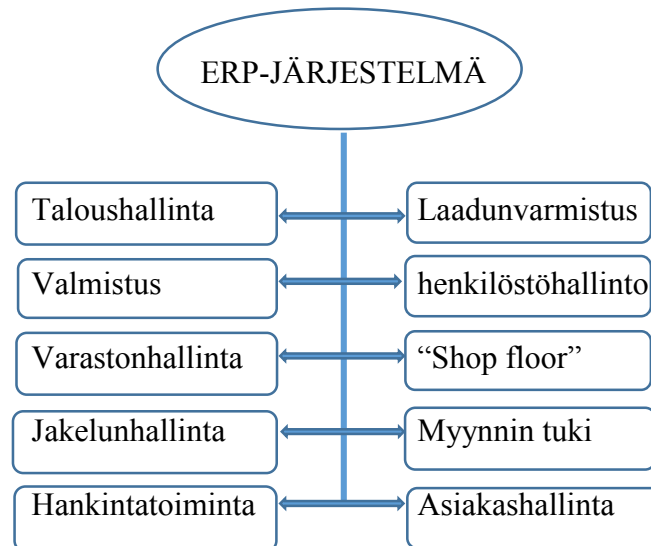 ERP-JÄRJESTELMÄ
Taloushallinta
Laadunvarmistus
Valmistus
henkilöstöhallinto
Varastonhallinta
“Shop floor”
Jakelunhallinta
Myynnin tuki
Hankintatoiminta
Asiakashallinta